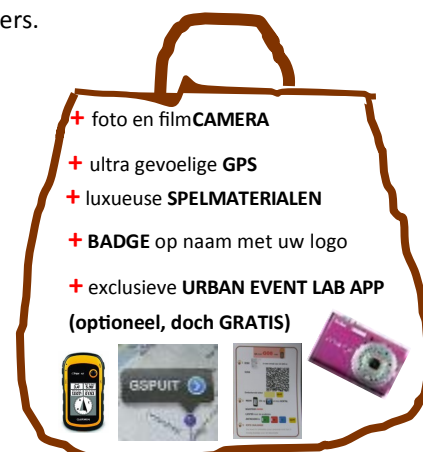 ers.
+ foto en filmCAMERA
+ ultra gevoelige GPS
+ luxueuse SPELMATERIALEN
+ BADGE op naam met uw logo
+ exclusieve URBAN EVENT LAB APP
(optioneel, doch GRATIS)
GSPUIT